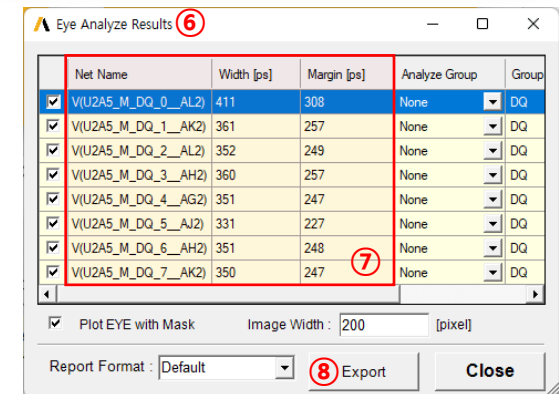 Eye Analyze Results ⑥
Net Name Width [ps] Margin [ps] Analyze Group Group
V(U2A5_M_DQ_0__AL2) 411 308 None DQ
V(U2A5_M_DQ_1__AK2) 361 257 None DQ
V(U2A5_M_DQ_2__AL2) 352 249 None DQ
V(U2A5_M_DQ_3__AH2) 360 257 None DQ
V(U2A5_M_DQ_4__AG2) 351 247 None DQ
V(U2A5_M_DQ_5__AJ2) 331 227 None DQ
V(U2A5_M_DQ_6__AH2) 351 248 None DQ
V(U2A5_M_DQ_7__AK2) 350 247 ⑦ None DQ
Plot EYE with Mask Image Width : 200 [pixel]
Report Format : Default ⑧ Export Close